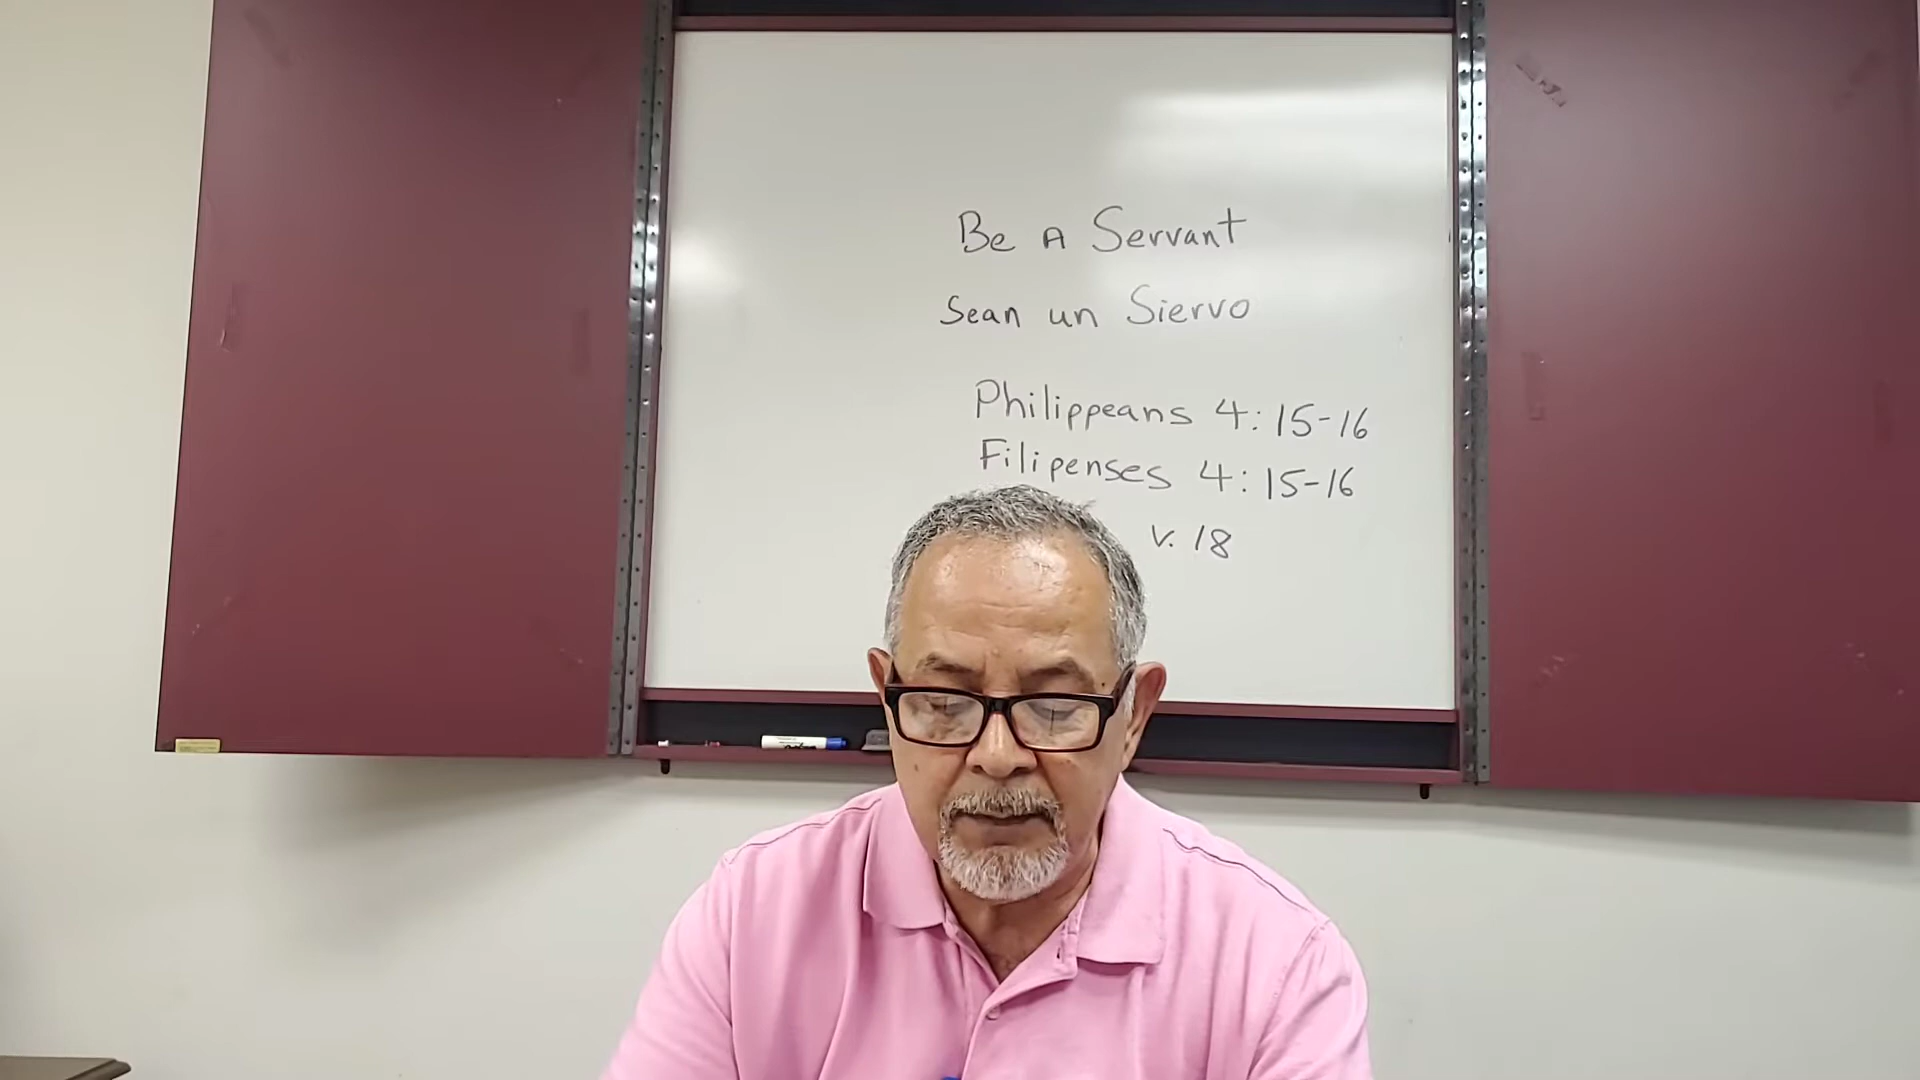 Be A Servant
Sean un Siervo
Philippeans 4:15-16
Filipenses 4:15-16
v. 18